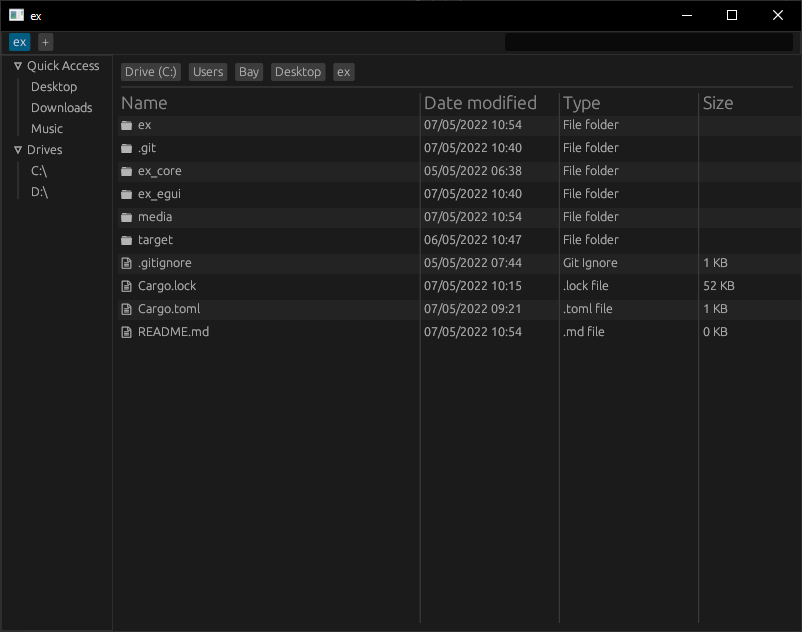 ex
ex +
Quick Access
Desktop
Downloads
Music
Drives
C:\
D:\
Drive (C:) Users Bay Desktop ex
Name Date modified Type Size
ex 07/05/2022 10:54 File folder
.git 07/05/2022 10:40 File folder
ex_core 05/05/2022 06:38 File folder
ex_egui 07/05/2022 10:40 File folder
media 07/05/2022 10:54 File folder
target 06/05/2022 10:47 File folder
.gitignore 05/05/2022 07:44 Git Ignore 1 KB
Cargo.lock 07/05/2022 10:15 .lock file 52 KB
Cargo.toml 07/05/2022 09:21 .toml file 1 KB
README.md 07/05/2022 10:54 .md file 0 KB